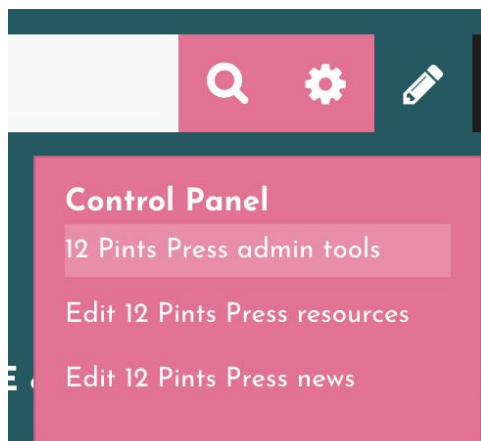 Control Panel
12 Pints Press admin tools
Edit 12 Pints Press resources
Edit 12 Pints Press news